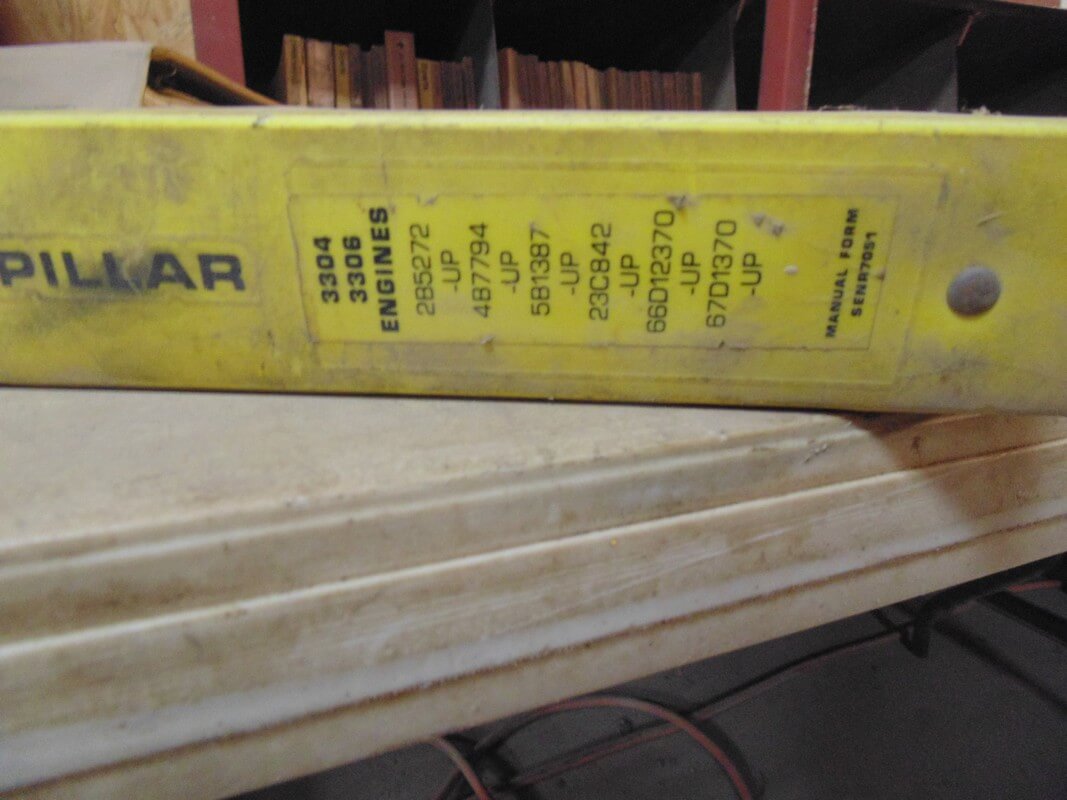 PILLAR
3304
3306
ENGINES
2B5272
-UP
4B7794
-UP
5B1387
-UP
23C842
-UP
66D12370
-UP
67D1370
-UP
MANUAL FORM
SENR7051